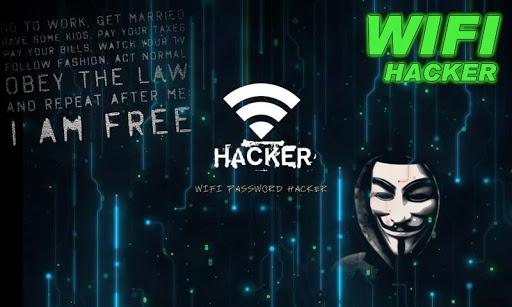 GO TO WORK, GET MARRIED
HAVE SOME KIDS, PAY YOUR TAXES
PAY YOUR BILLS, WATCH YOUR TV
FOLLOW FASHION, ACT NORMAL
OBEY THE LAW
AND REPEAT AFTER ME:
I AM FREE
WIFI
HACKER
HACKER
WIFI PASSWORD HACKER